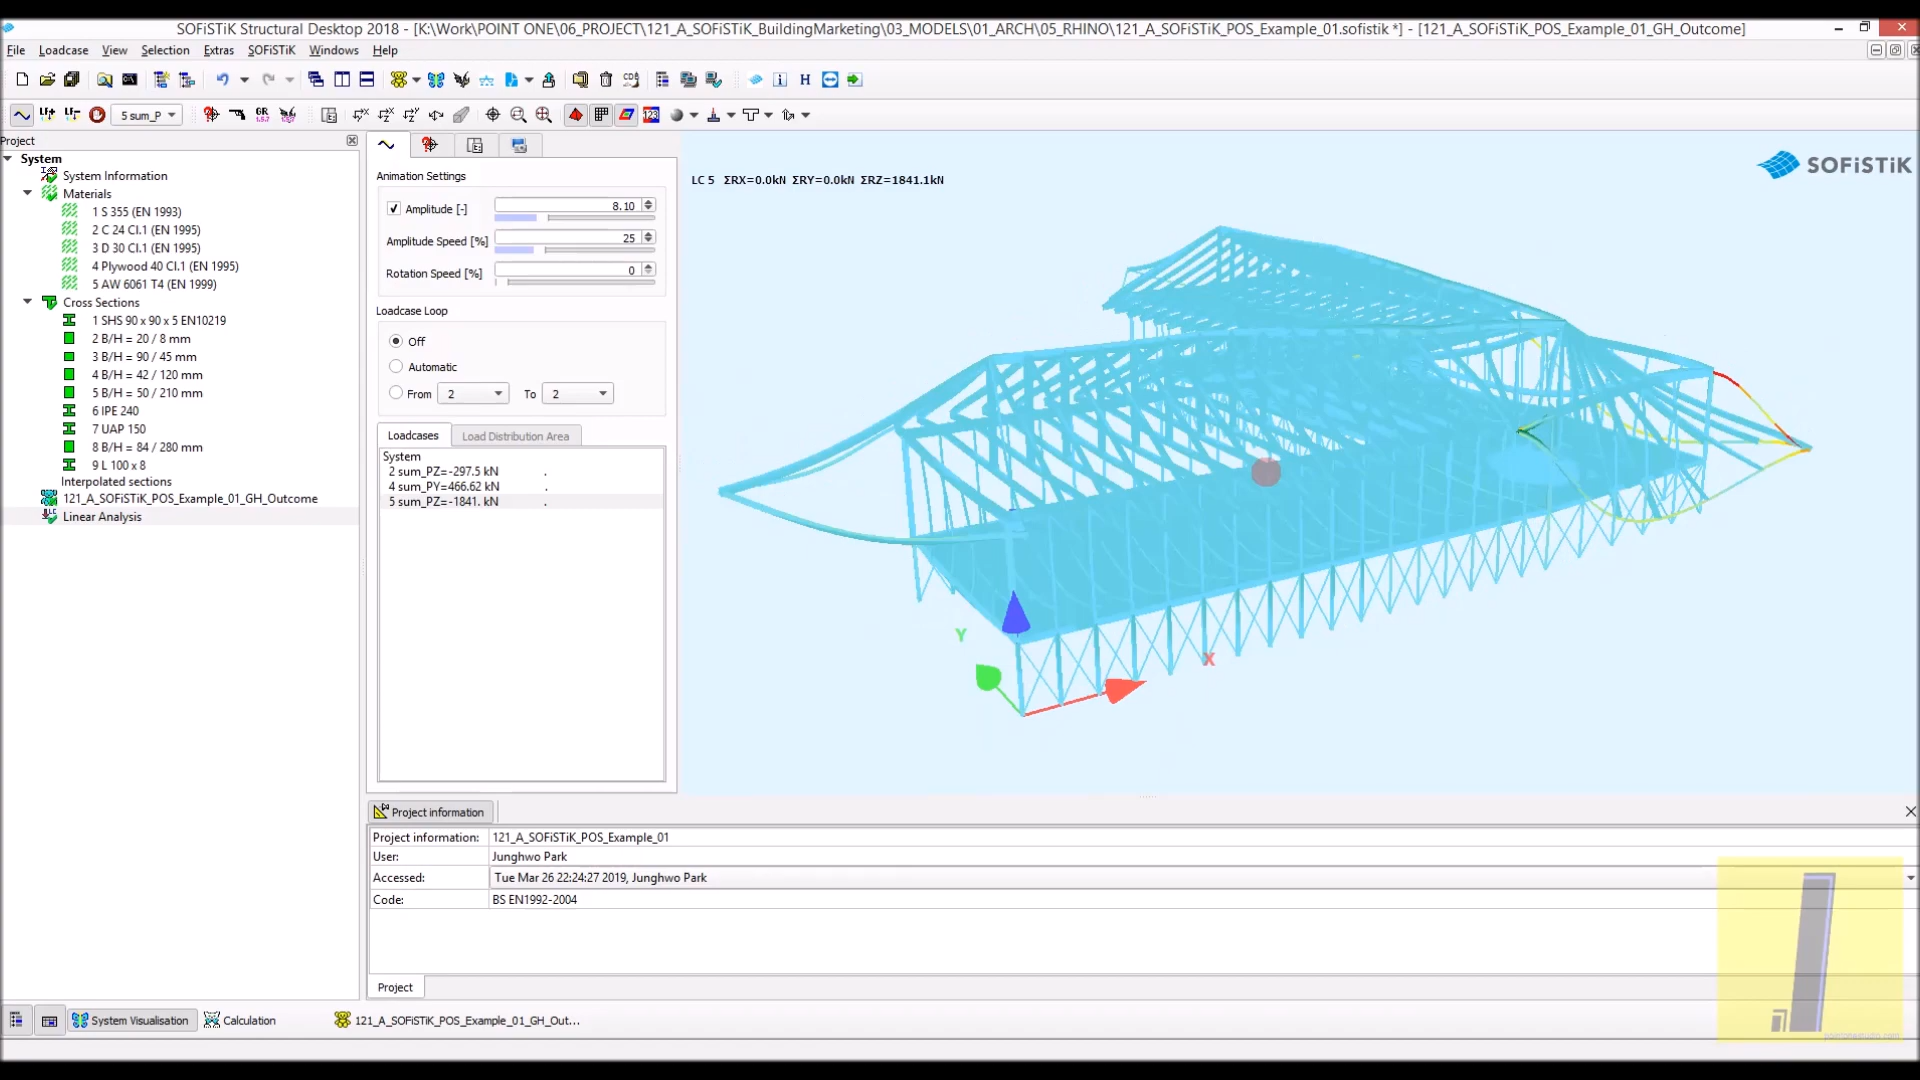 SOFiSTiK Structural Desktop 2018 - [K:\Work\POINT ONE\06_PROJECT\121_A_SOFiSTiK_BuildingMarketing\03_MODELS\01_ARCH\05_RHINO\121_A_SOFiSTiK_POS_Example_01.sofistik *] - [121_A_SOFiSTiK_POS_Example_01_GH_Outcome]
File Loadcase View Selection Extras SOFiSTiK Windows Help
5 sum_P
Project
System
System Information
Materials
1 S 355 (EN 1993)
2 C 24 Cl.1 (EN 1995)
3 D 30 Cl.1 (EN 1995)
4 Plywood 40 Cl.1 (EN 1995)
5 AW 6061 T4 (EN 1999)
Cross Sections
1 SHS 90 x 90 x 5 EN10219
2 B/H = 20 / 8 mm
3 B/H = 90 / 45 mm
4 B/H = 42 / 120 mm
5 B/H = 50 / 210 mm
6 IPE 240
7 UAP 150
8 B/H = 84 / 280 mm
9 L 100 x 8
Interpolated sections
121_A_SOFiSTiK_POS_Example_01_GH_Outcome
Linear Analysis
Animation Settings
Amplitude [-] 8.10
Amplitude Speed [%] 25
Rotation Speed [%] 0
Loadcase Loop
Off
Automatic
From 2 To 2
Loadcases Load Distribution Area
System
2 sum_PZ=-297.5 kN .
4 sum_PY=466.62 kN .
5 sum_PZ=-1841. kN .
LC 5 ΣRX=0.0kN ΣRY=0.0kN ΣRZ=1841.1kN
SOFiSTiK
Y
X
Project information
Project information: 121_A_SOFiSTiK_POS_Example_01
User: Junghwo Park
Accessed: Tue Mar 26 22:24:27 2019, Junghwo Park
Code: BS EN1992-2004
Project
System Visualisation Calculation 121_A_SOFiSTiK_POS_Example_01_GH_Out...